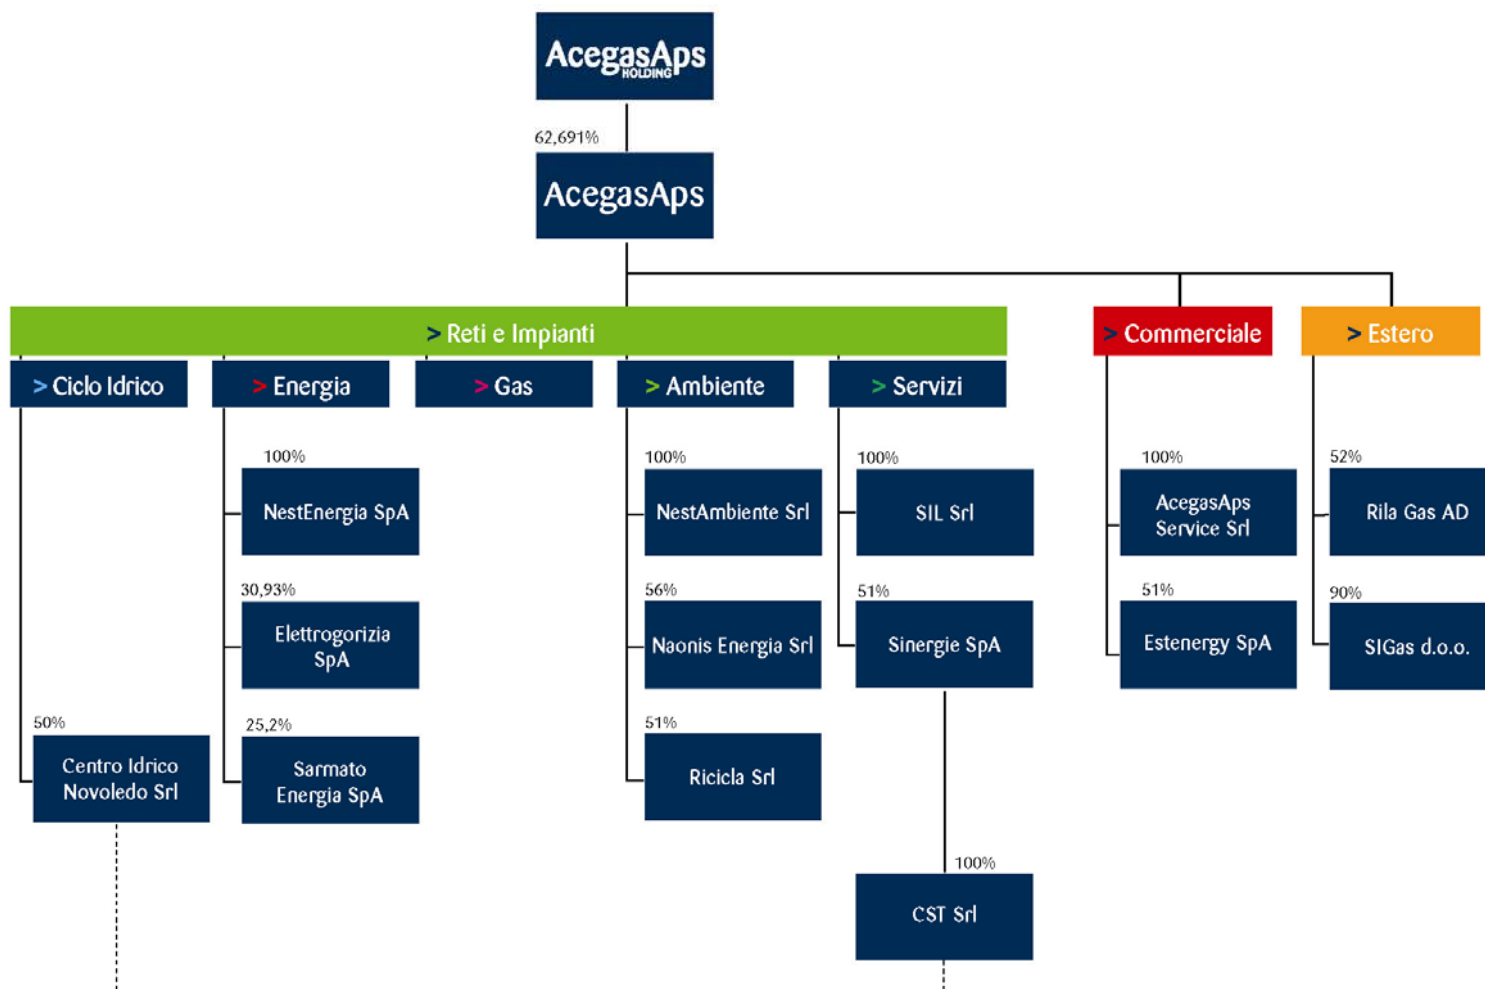 AcegasAps
HOLDING
62,691%
AcegasAps
> Reti e Impianti
> Commerciale
> Estero
> Ciclo Idrico
> Energia
> Gas
> Ambiente
> Servizi
100%
NestEnergia SpA
30,93%
Elettrogorizia
SpA
25,2%
Sarmato
Energia SpA
50%
Centro Idrico
Novoledo Srl
100%
NestAmbiente Srl
56%
Naonis Energia Srl
51%
Ricicla Srl
100%
SIL Srl
51%
Sinergie SpA
100%
CST Srl
100%
AcegasAps
Service Srl
51%
Estenergy SpA
52%
Rila Gas AD
90%
SIGas d.o.o.